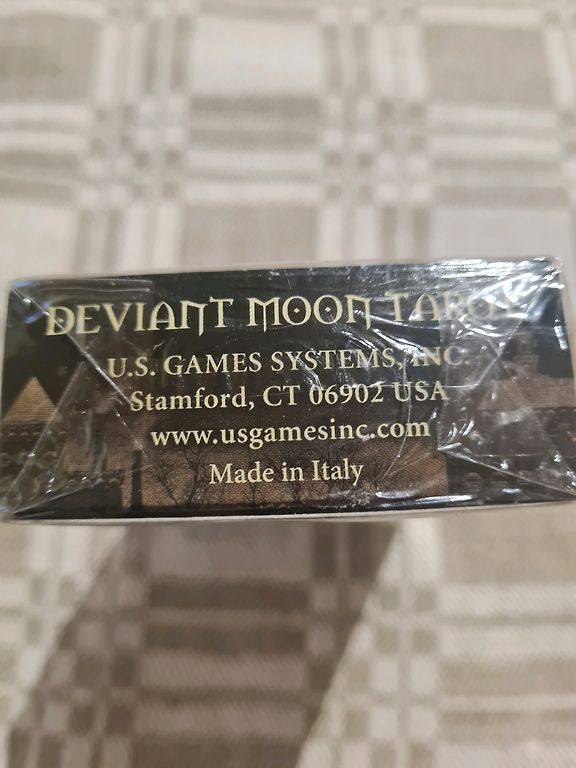 DEVIANT MOON TAROT
U.S. GAMES SYSTEMS, INC
Stamford, CT 06902 USA
www.usgamesinc.com
Made in Italy